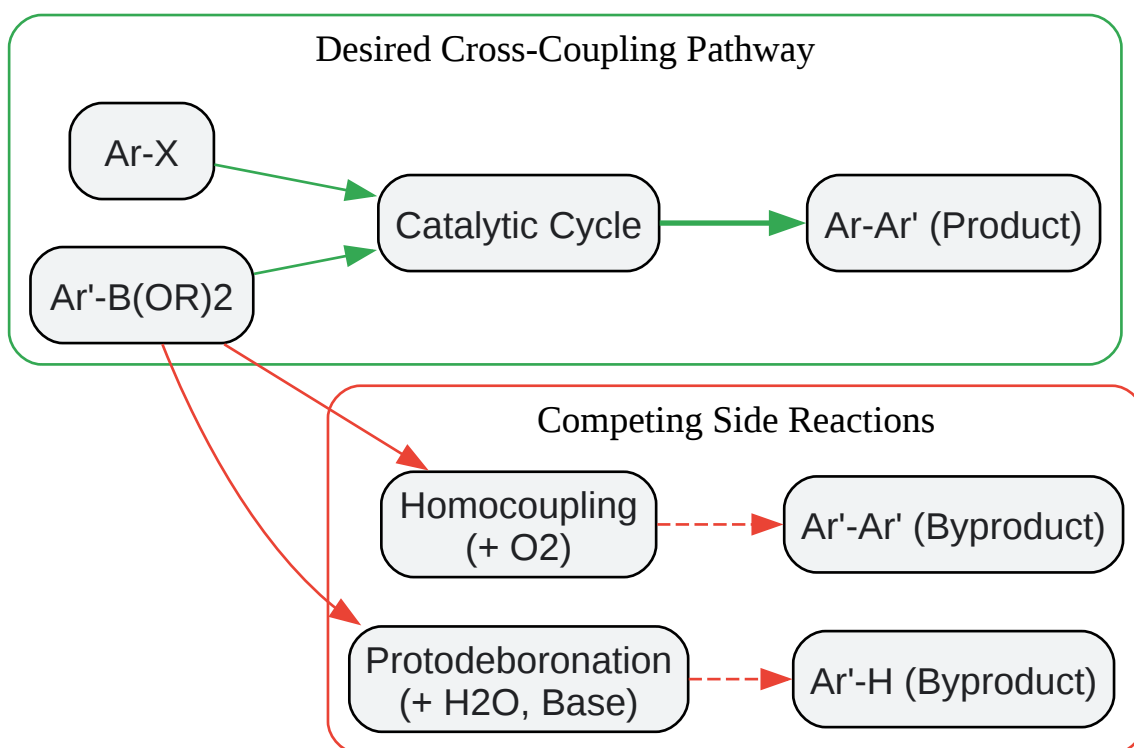 Desired Cross-Coupling Pathway
Ar-X
Catalytic Cycle
Ar-Ar' (Product)
Ar'-B(OR)2
Competing Side Reactions
Homocoupling
(+ O2)
Ar'-Ar' (Byproduct)
Protodeboronation
(+ H2O, Base)
Ar'-H (Byproduct)